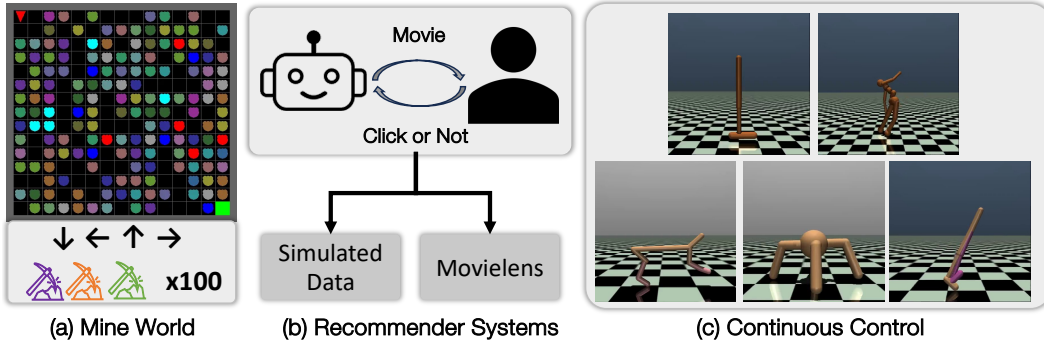 Movie
Click or Not
x100
Simulated
Data
Movielens
(a) Mine World
(b) Recommender Systems
(c) Continuous Control